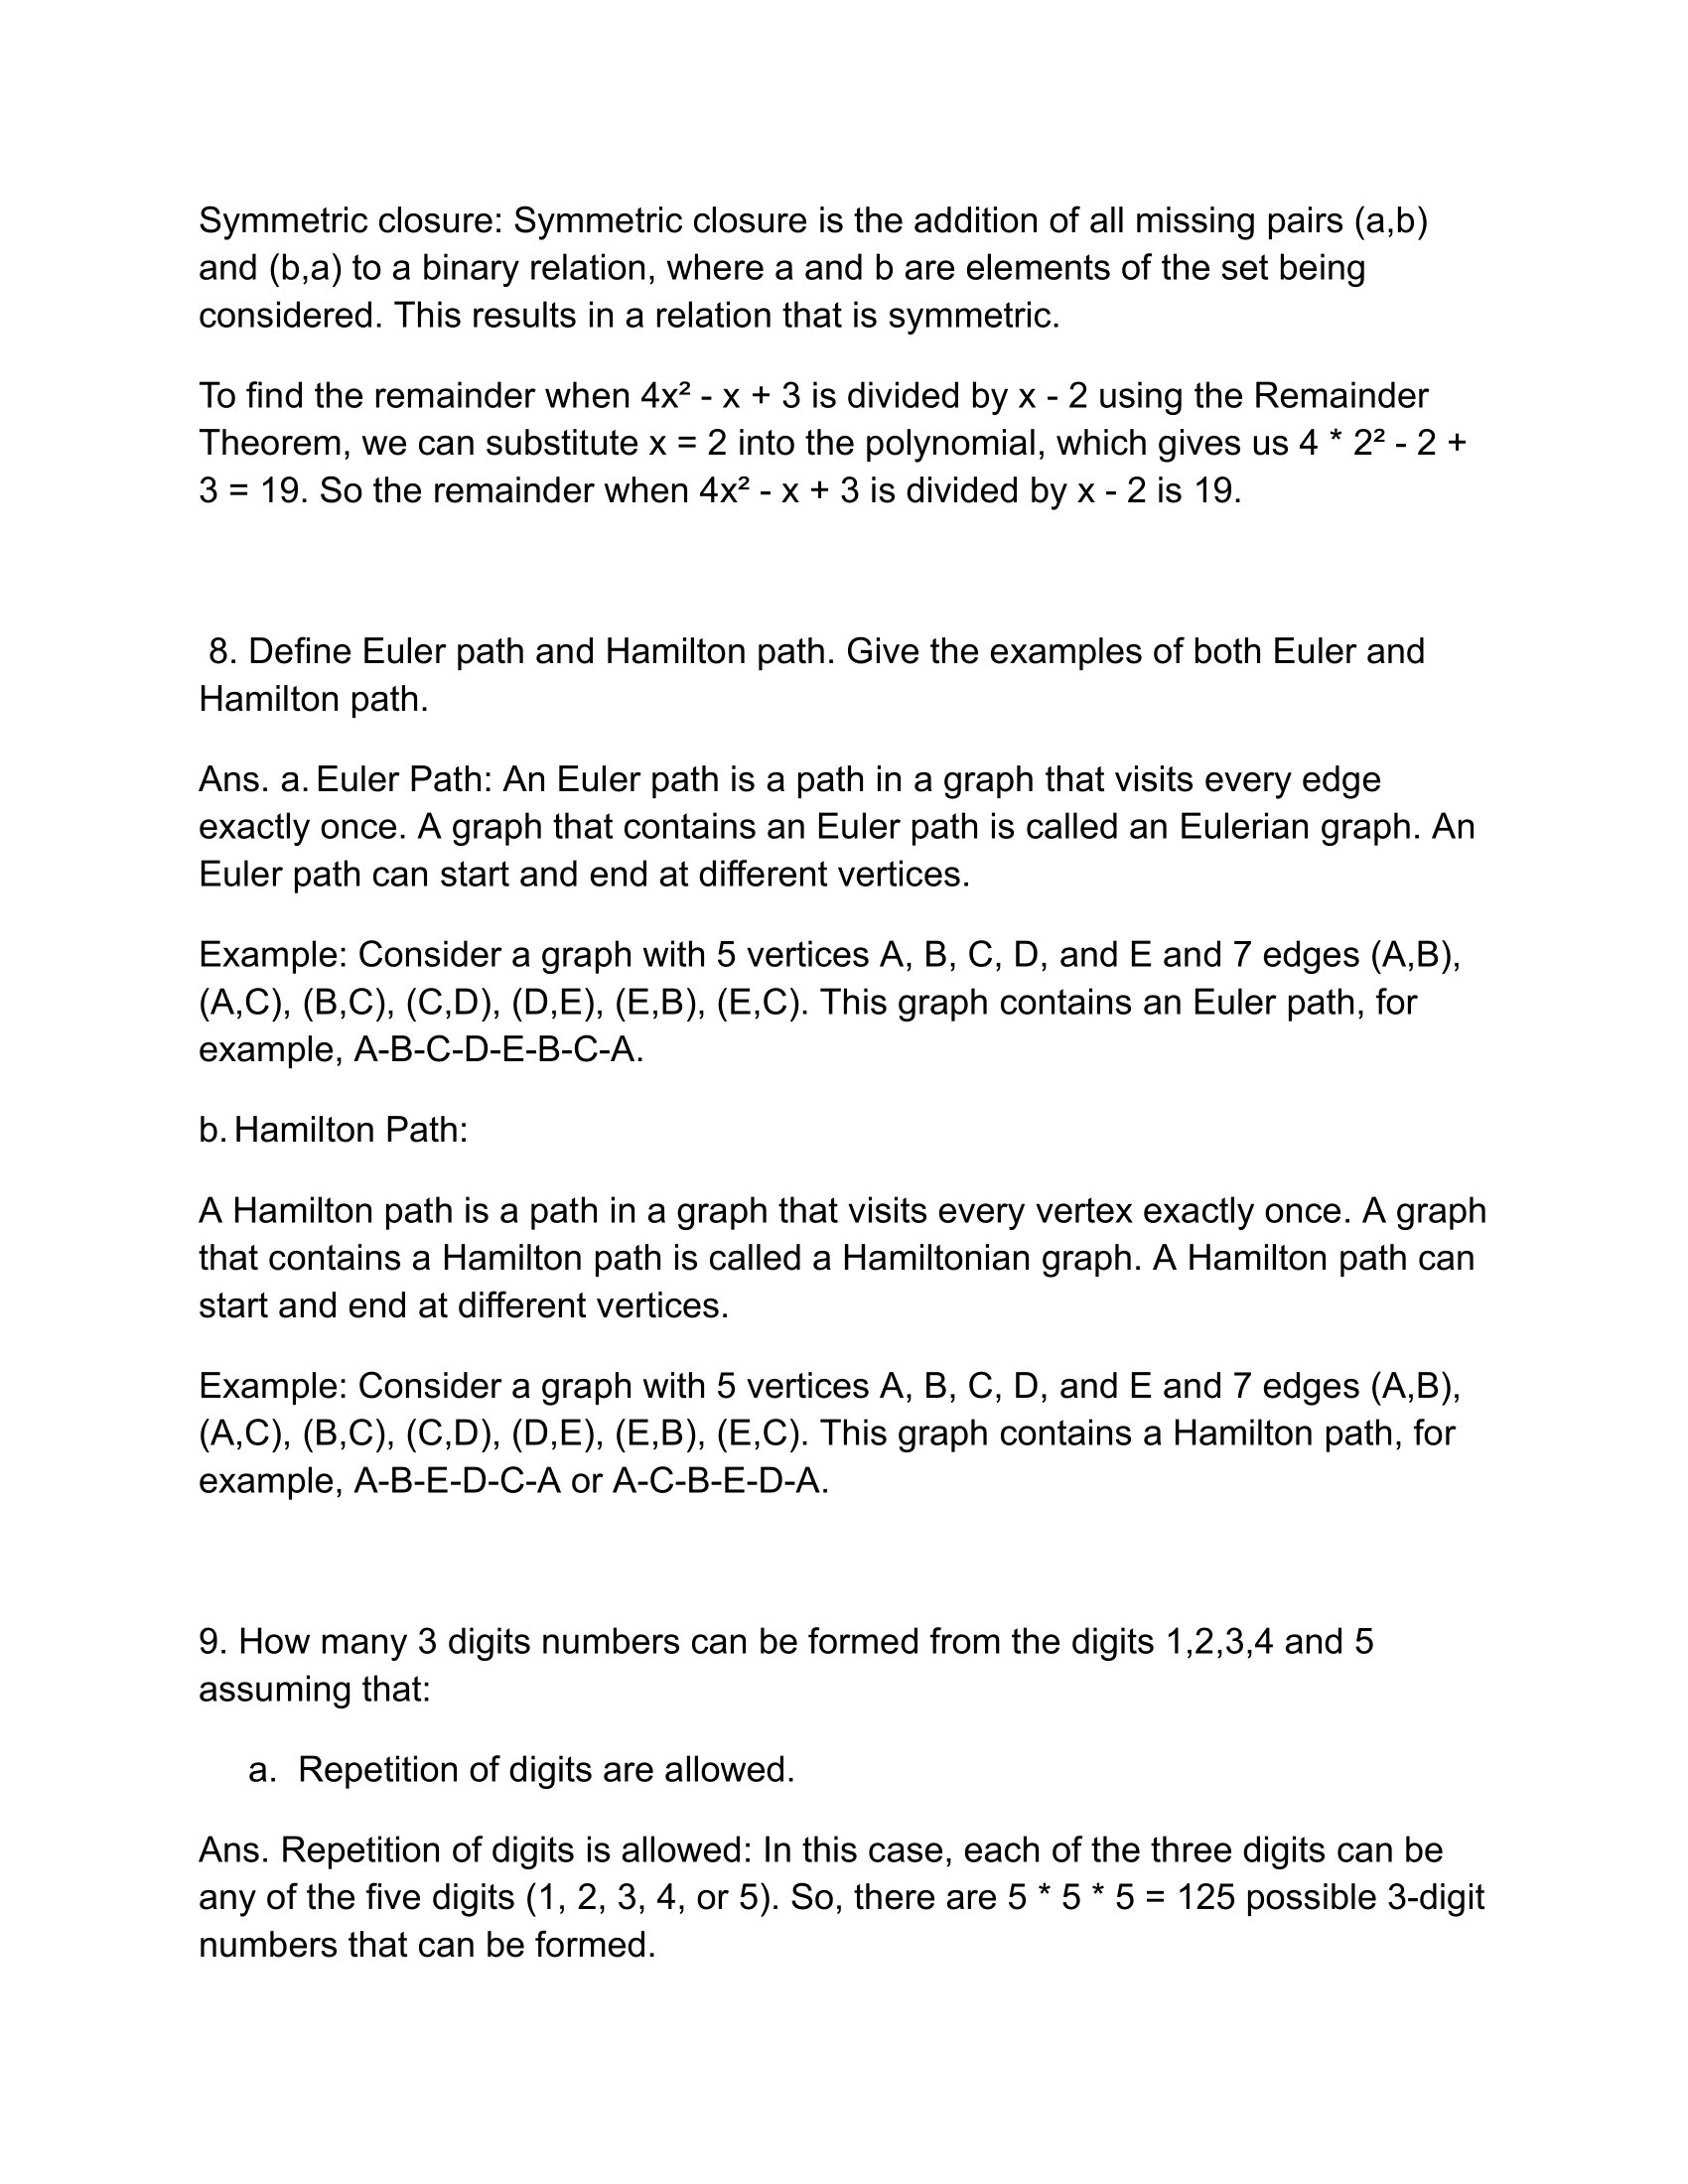 Symmetric closure: Symmetric closure is the addition of all missing pairs (a,b)
and (b,a) to a binary relation, where a and b are elements of the set being
considered. This results in a relation that is symmetric.
To find the remainder when 4x² - x + 3 is divided by x - 2 using the Remainder
Theorem, we can substitute x = 2 into the polynomial, which gives us 4 * 2² - 2 +
3 = 19. So the remainder when 4x² - x + 3 is divided by x - 2 is 19.
8. Define Euler path and Hamilton path. Give the examples of both Euler and
Hamilton path.
Ans. a. Euler Path: An Euler path is a path in a graph that visits every edge
exactly once. A graph that contains an Euler path is called an Eulerian graph. An
Euler path can start and end at different vertices.
Example: Consider a graph with 5 vertices A, B, C, D, and E and 7 edges (A,B),
(A,C), (B,C), (C,D), (D,E), (E,B), (E,C). This graph contains an Euler path, for
example, A-B-C-D-E-B-C-A.
b. Hamilton Path:
A Hamilton path is a path in a graph that visits every vertex exactly once. A graph
that contains a Hamilton path is called a Hamiltonian graph. A Hamilton path can
start and end at different vertices.
Example: Consider a graph with 5 vertices A, B, C, D, and E and 7 edges (A,B),
(A,C), (B,C), (C,D), (D,E), (E,B), (E,C). This graph contains a Hamilton path, for
example, A-B-E-D-C-A or A-C-B-E-D-A.
9. How many 3 digits numbers can be formed from the digits 1,2,3,4 and 5
assuming that:
a. Repetition of digits are allowed.
Ans. Repetition of digits is allowed: In this case, each of the three digits can be
any of the five digits (1, 2, 3, 4, or 5). So, there are 5 * 5 * 5 = 125 possible 3-digit
numbers that can be formed.